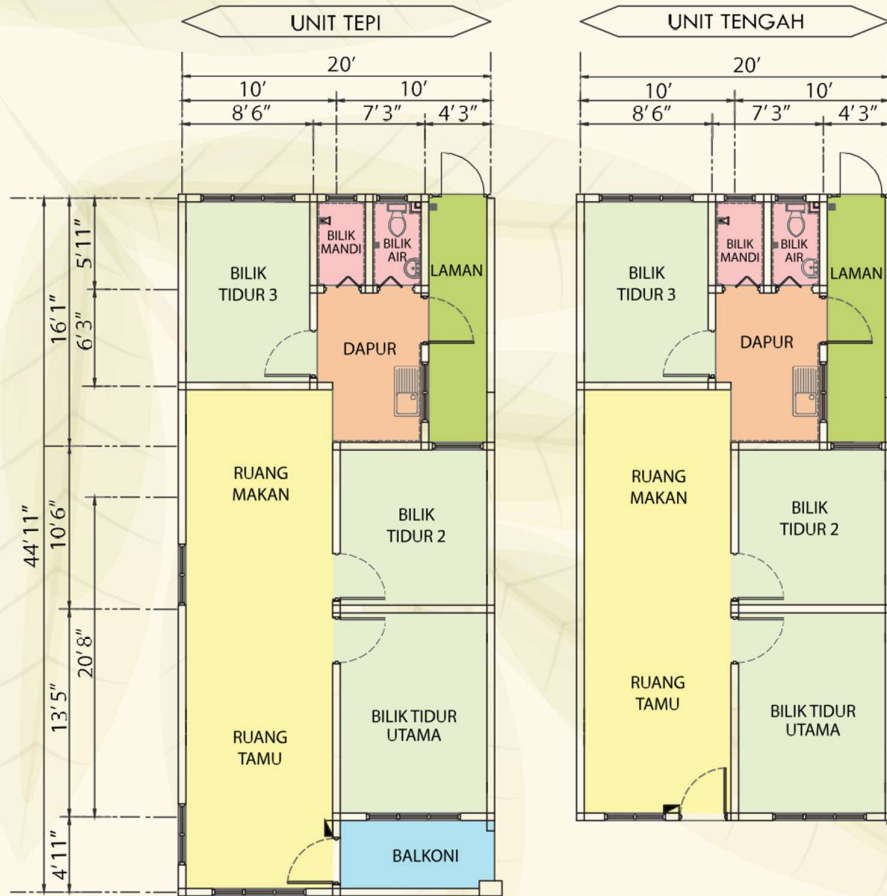 UNIT TEPI
20'
10'
10'
8'6"
7'3"
4'3"
44'11"
16'1"
5'11"
6'3"
10'6"
20'8"
13'5"
4'11"
BILIK
TIDUR 3
BILIK
MANDI
BILIK
AIR
LAMAN
DAPUR
RUANG
MAKAN
BILIK
TIDUR 2
RUANG
TAMU
BILIK TIDUR
UTAMA
BALKONI
UNIT TENGAH
20'
10'
10'
8'6"
7'3"
4'3"
BILIK
TIDUR 3
BILIK
MANDI
BILIK
AIR
LAMAN
DAPUR
RUANG
MAKAN
BILIK
TIDUR 2
RUANG
TAMU
BILIK TIDUR
UTAMA